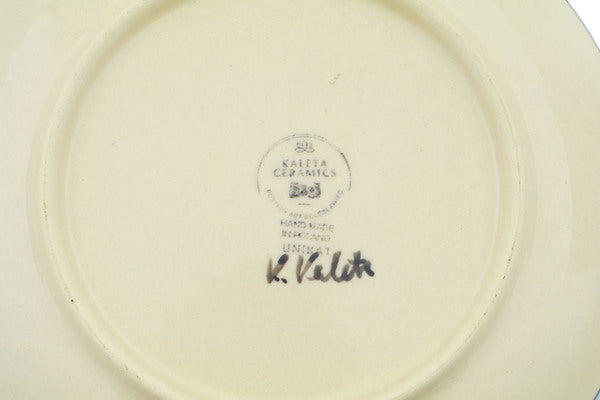 KALETA
CERAMICS
HAND MADE
IN POLAND
UNIKAT
K. Kaleta